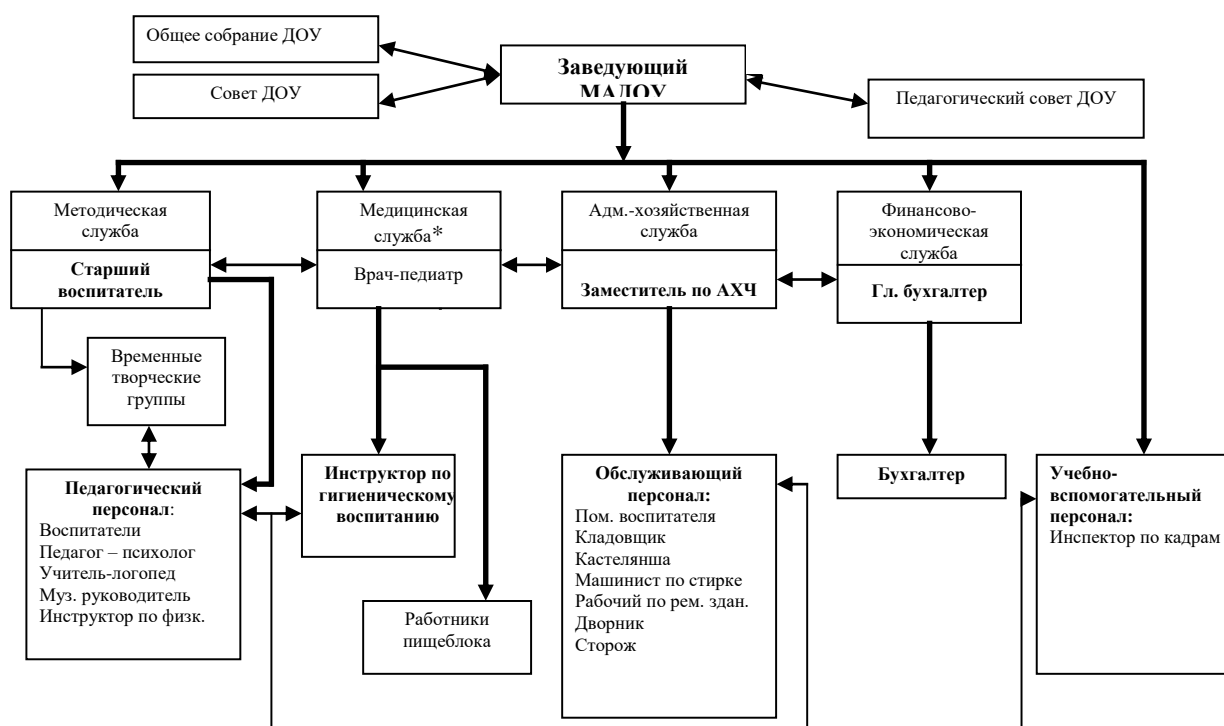 Общее собрание ДОУ
Совет ДОУ
Заведующий
МАДОУ
Педагогический совет ДОУ
Методическая
служба
Старший
воспитатель
Медицинская
служба*
Врач-педиатр
Адм.-хозяйственная
служба
Заместитель по АХЧ
Финансово-
экономическая
служба
Гл. бухгалтер
Временные
творческие
группы
Педагогический
персонал:
Воспитатели
Педагог – психолог
Учитель-логопед
Муз. руководитель
Инструктор по физк.
Инструктор по
гигиеническому
воспитанию
Работники
пищеблока
Обслуживающий
персонал:
Пом. воспитателя
Кладовщик
Кастелянша
Машинист по стирке
Рабочий по рем. здан.
Дворник
Сторож
Бухгалтер
Учебно-
вспомогательный
персонал:
Инспектор по кадрам